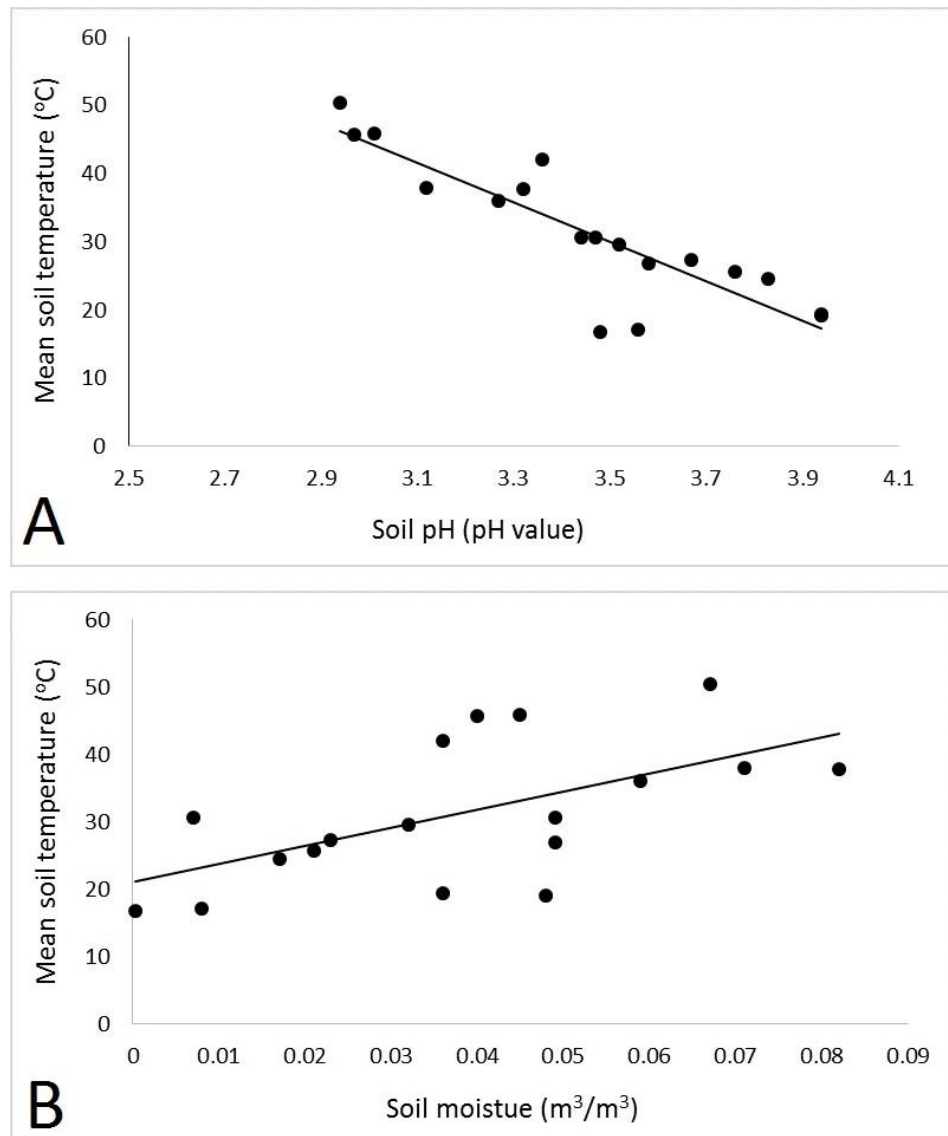 60
50
40
30
20
10
0
Mean soil temperature (ºC)
2.5 2.7 2.9 3.1 3.3 3.5 3.7 3.9 4.1
Soil pH (pH value)
A
60
50
40
30
20
10
0
Mean soil temperature (ºC)
0 0.01 0.02 0.03 0.04 0.05 0.06 0.07 0.08 0.09
Soil moistue (m³/m³)
B